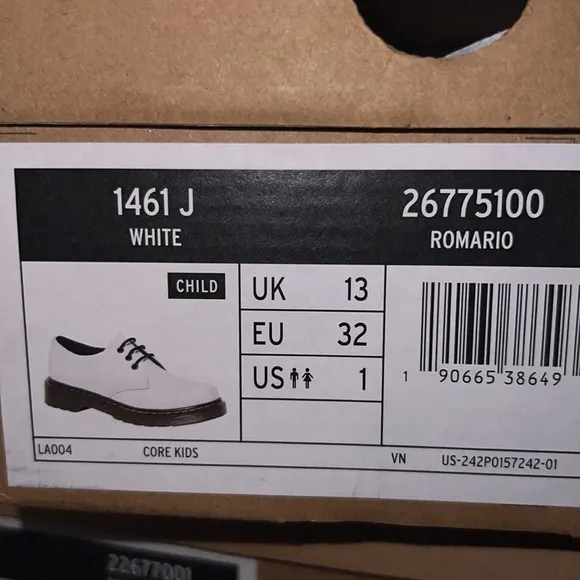 1461 J
WHITE
26775100
ROMARIO
CHILD
UK 13
EU 32
US 1
1 90665 38649
LA004 CORE KIDS VN US-242P0157242-01
22677001